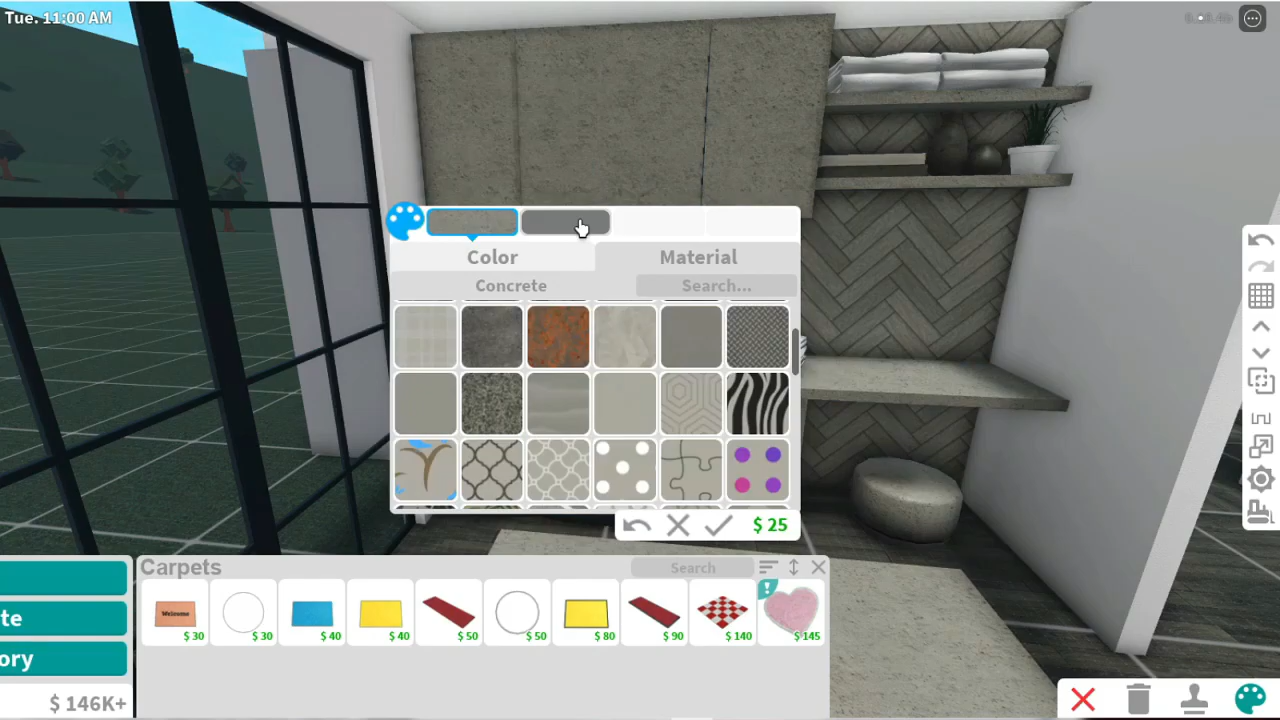 Tue. 11:00 AM
Color
Material
Concrete
Search...
$ 25
te
ory
$ 146K+
Carpets
Search
Welcome
$ 30
$ 30
$ 40
$ 40
$ 50
$ 50
$ 80
$ 90
$ 140
!
$ 145